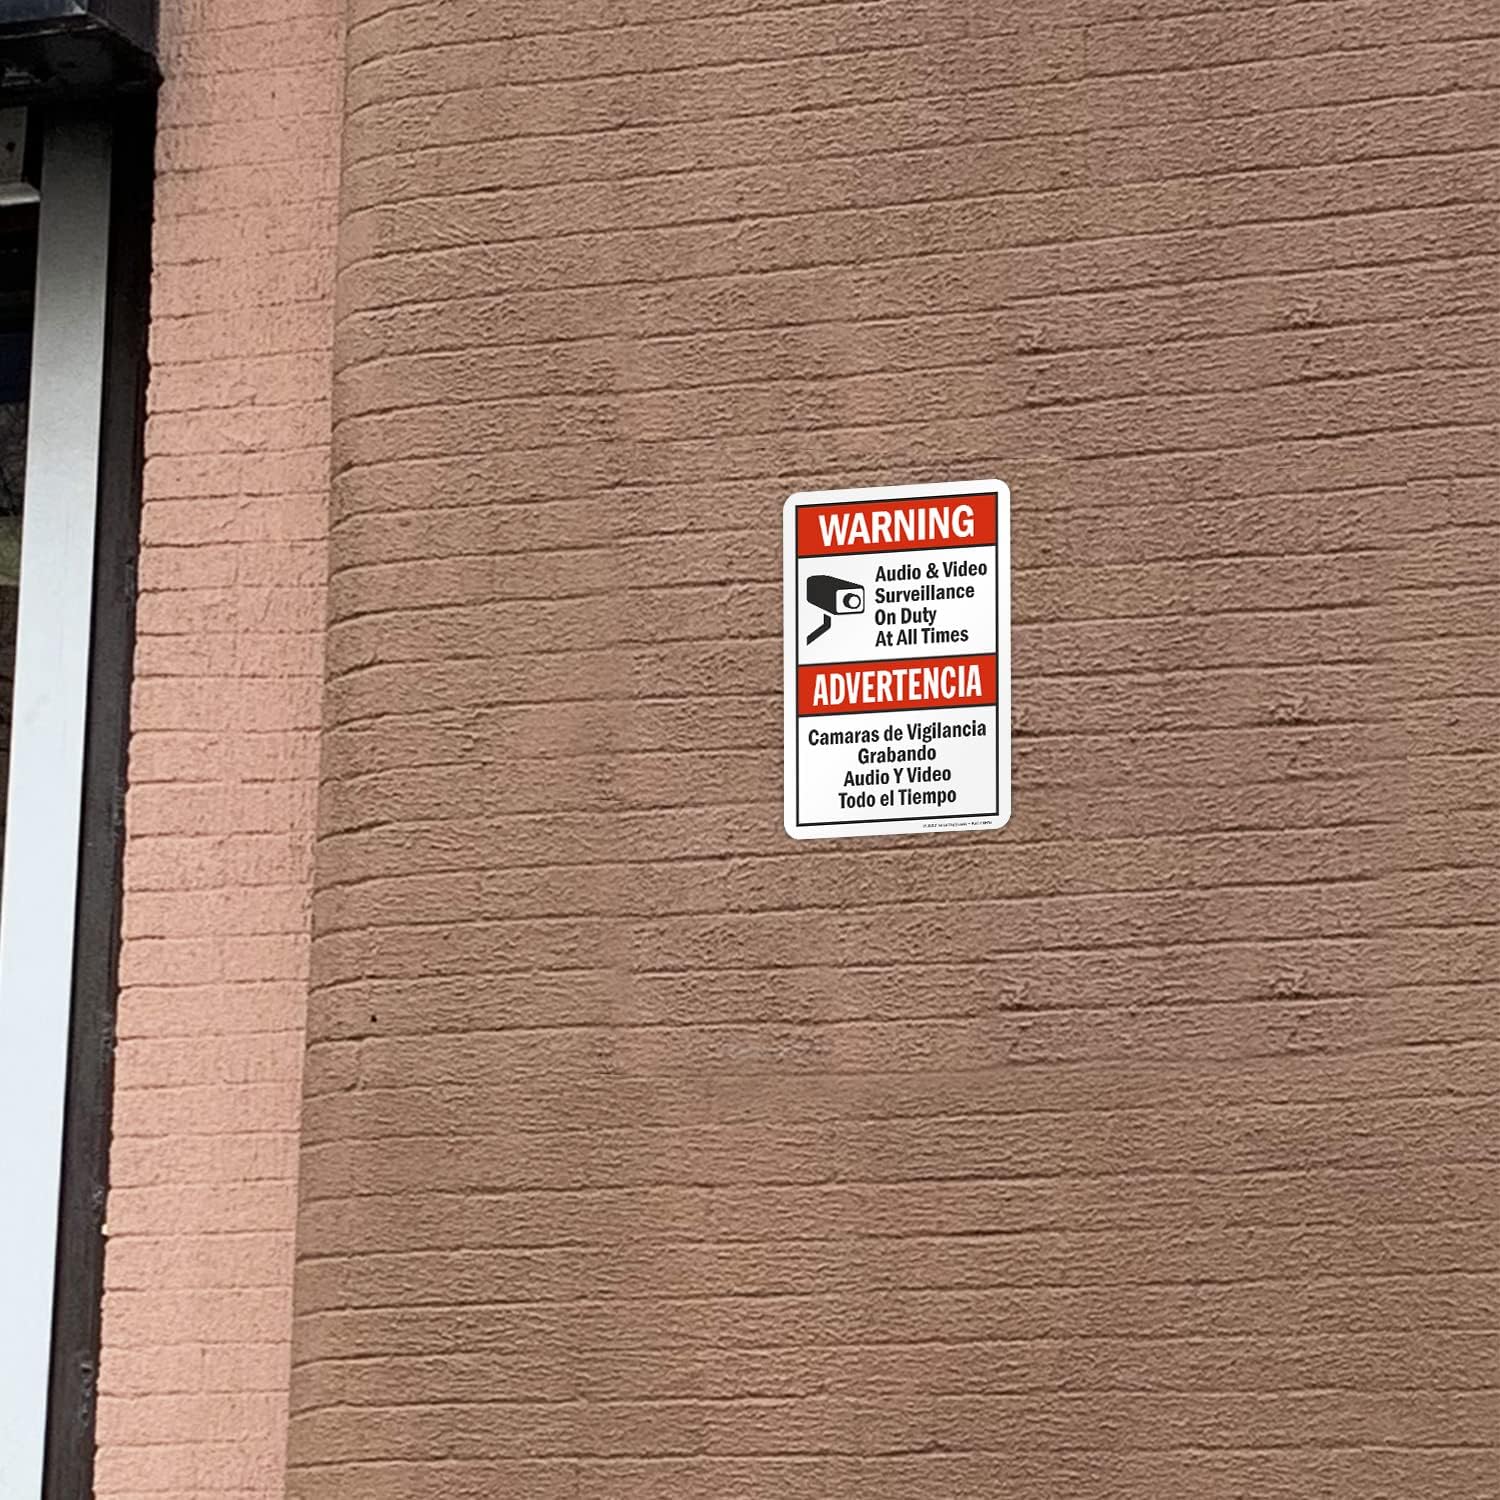 WARNING
Audio & Video
Surveillance
On Duty
At All Times
ADVERTENCIA
Camaras de Vigilancia
Grabando
Audio Y Video
Todo el Tiempo